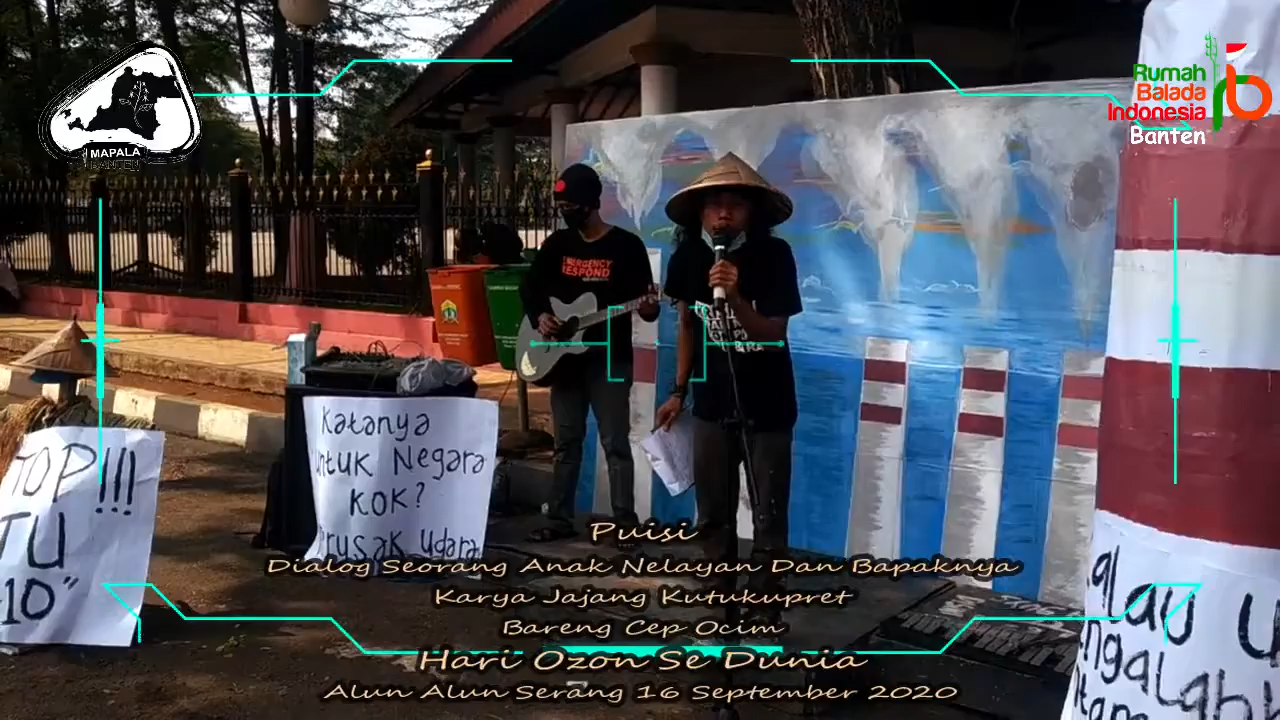 MAPALA
BANTEN
Rumah
Balada
Indonesia
Banten
EMERGENCY
RESPOND
Katanya
untuk Negara
KOK?
rusak Udara
TOP!!!
TU
10"
Puisi
Dialog Seorang Anak Nelayan Dan Bapaknya
Karya Jajang Kutukupret
Bareng Cep Ocim
Hari Ozon Se Dunia
Alun Alun Serang 16 September 2020